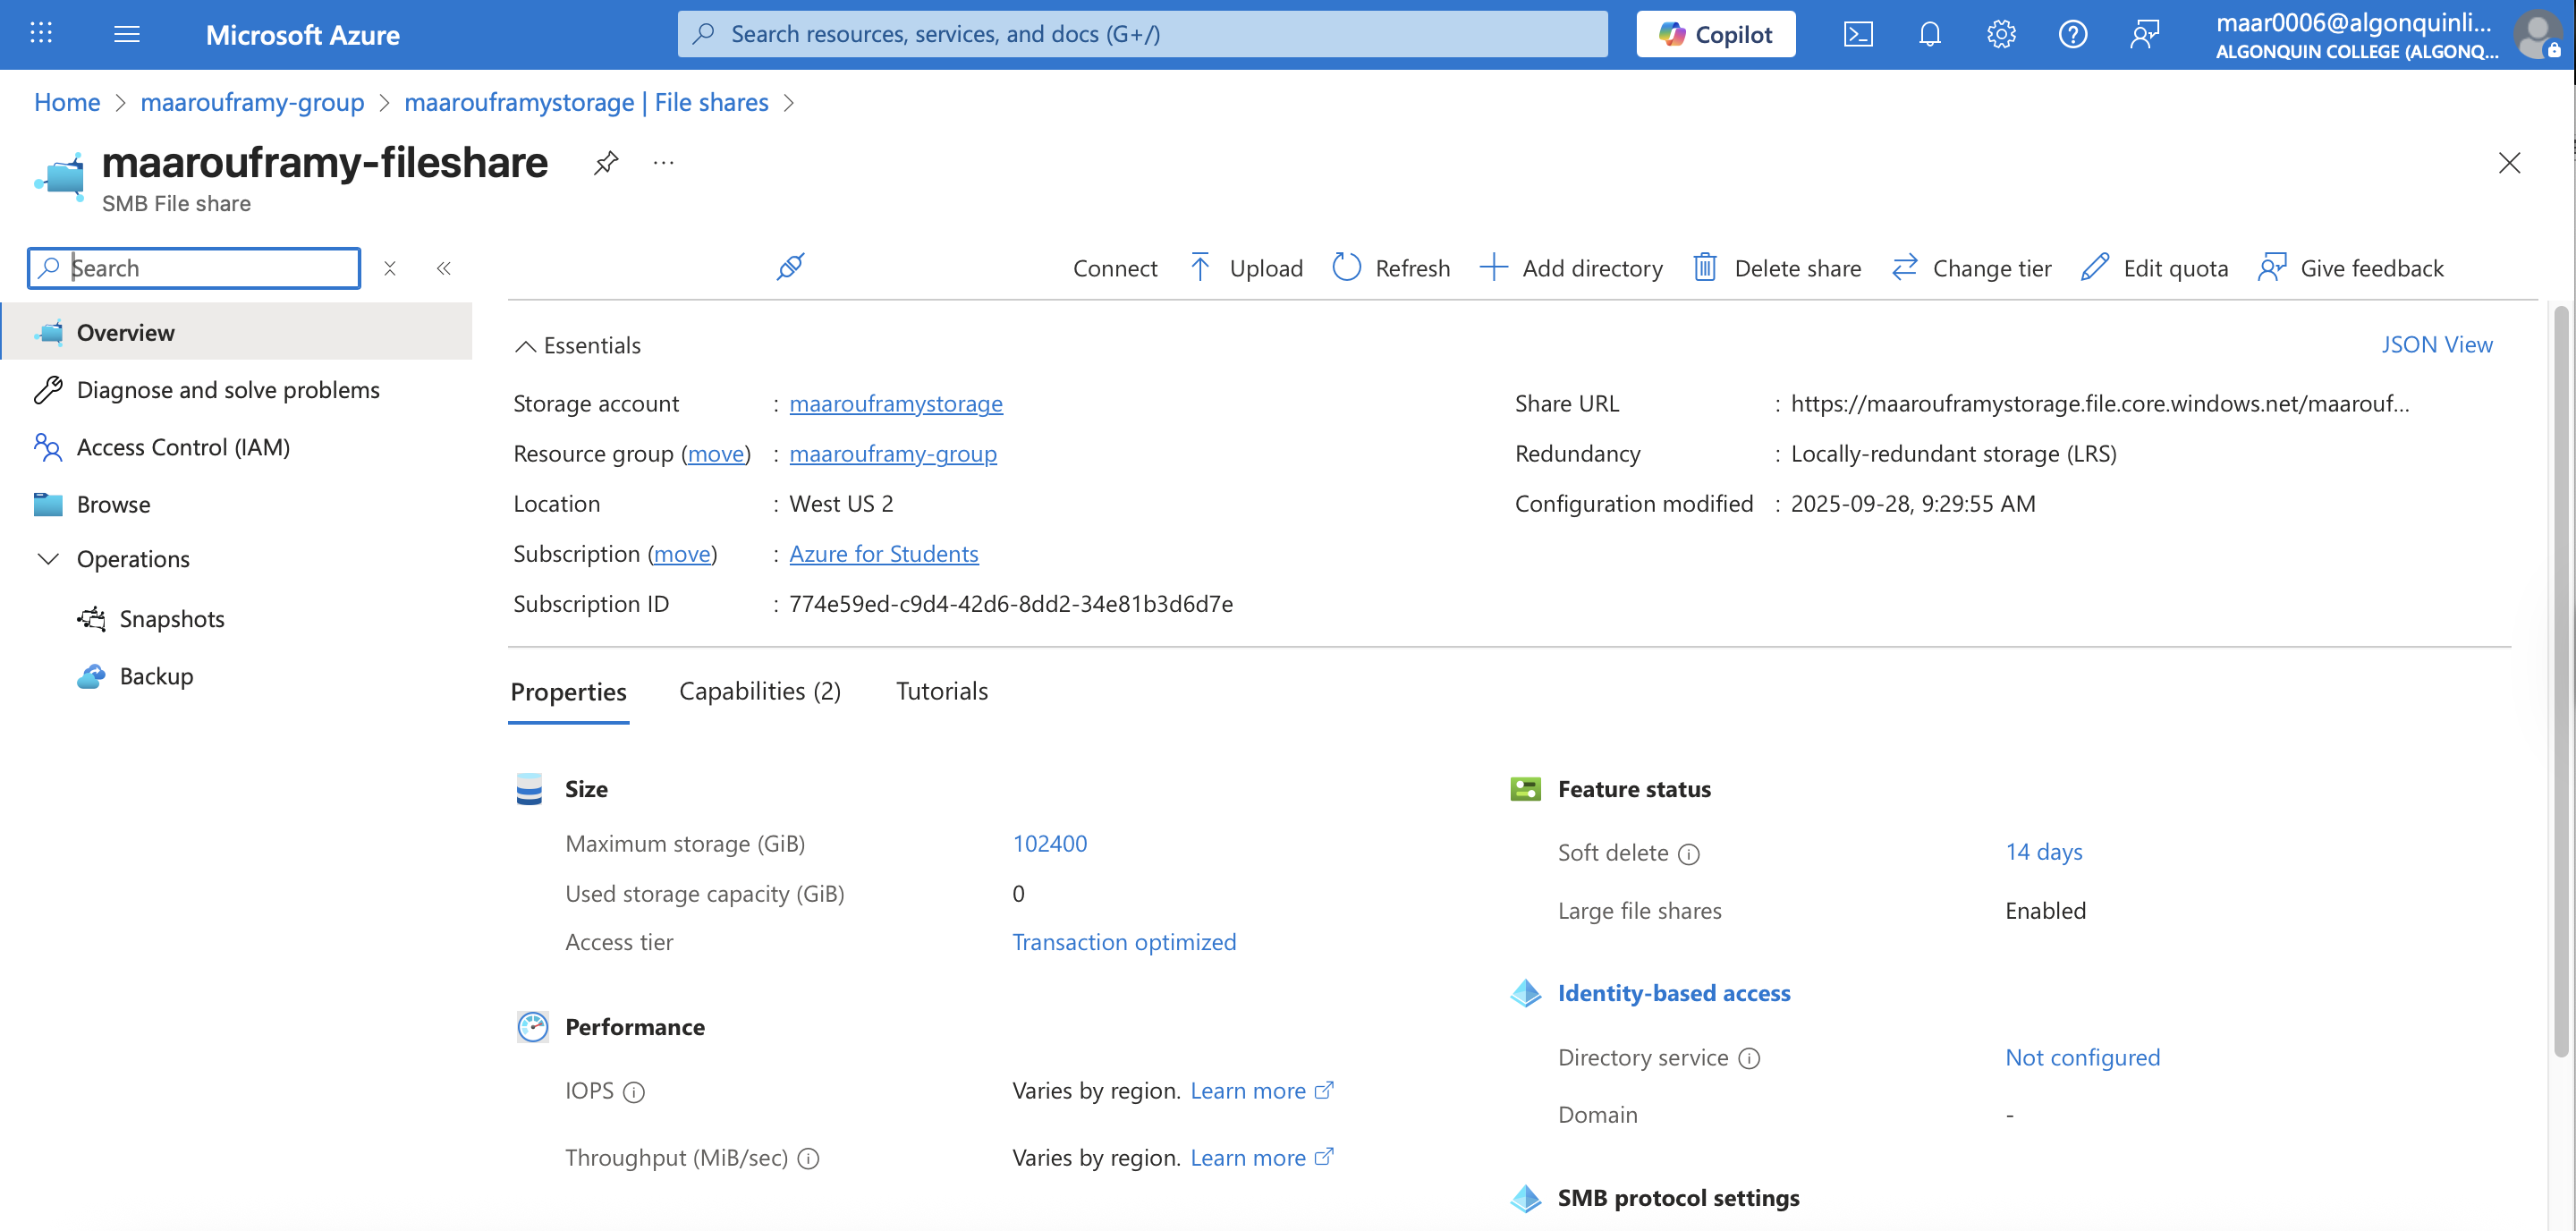 Microsoft Azure
Search resources, services, and docs (G+/)
Copilot
maar0006@algonquinli...
ALGONQUIN COLLEGE (ALGONQ...
Home > maarouframy-group > maarouframystorage | File shares >
maarouframy-fileshare
SMB File share
Search
Connect Upload Refresh Add directory Delete share Change tier Edit quota Give feedback
Overview
Diagnose and solve problems
Access Control (IAM)
Browse
Operations
Snapshots
Backup
Essentials
JSON View
Storage account : maarouframystorage
Resource group (move) : maarouframy-group
Location : West US 2
Subscription (move) : Azure for Students
Subscription ID : 774e59ed-c9d4-42d6-8dd2-34e81b3d6d7e
Share URL : https://maarouframystorage.file.core.windows.net/maarouf...
Redundancy : Locally-redundant storage (LRS)
Configuration modified : 2025-09-28, 9:29:55 AM
Properties Capabilities (2) Tutorials
Size
Maximum storage (GiB) 102400
Used storage capacity (GiB) 0
Access tier Transaction optimized
Performance
IOPS Varies by region. Learn more
Throughput (MiB/sec) Varies by region. Learn more
Feature status
Soft delete 14 days
Large file shares Enabled
Identity-based access
Directory service Not configured
Domain -
SMB protocol settings